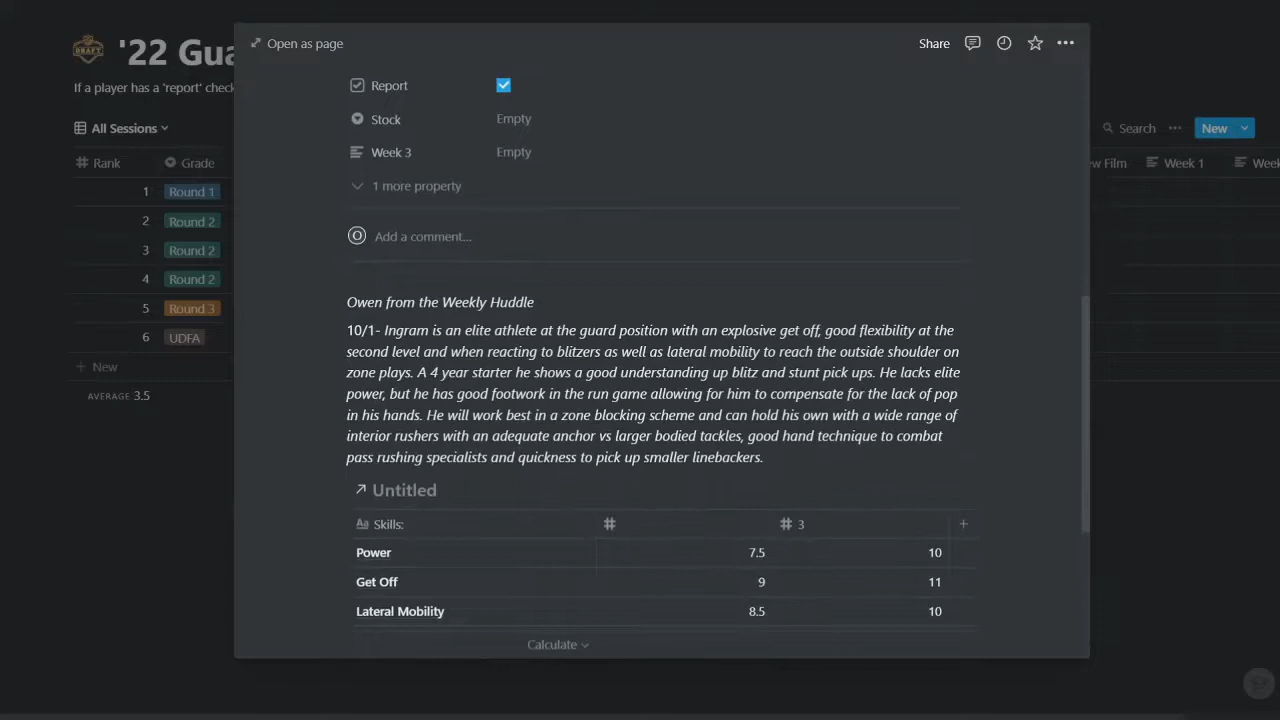 DRAFT
'22 Gua
If a player has a 'report' check
All Sessions
Rank Grade
1 Round 1
2 Round 2
3 Round 2
4 Round 2
5 Round 3
6 UDFA
+ New
AVERAGE 3.5
Open as page
Share
Report
Stock Empty
Week 3 Empty
1 more property
O Add a comment...
Owen from the Weekly Huddle
10/1- Ingram is an elite athlete at the guard position with an explosive get off, good flexibility at the
second level and when reacting to blitzers as well as lateral mobility to reach the outside shoulder on
zone plays. A 4 year starter he shows a good understanding up blitz and stunt pick ups. He lacks elite
power, but he has good footwork in the run game allowing for him to compensate for the lack of pop
in his hands. He will work best in a zone blocking scheme and can hold his own with a wide range of
interior rushers with an adequate anchor vs larger bodied tackles, good hand technique to combat
pass rushing specialists and quickness to pick up smaller linebackers.
Untitled
Aa Skills: # # 3 +
Power 7.5 10
Get Off 9 11
Lateral Mobility 8.5 10
Calculate
Search
New
w Film Week 1 Week